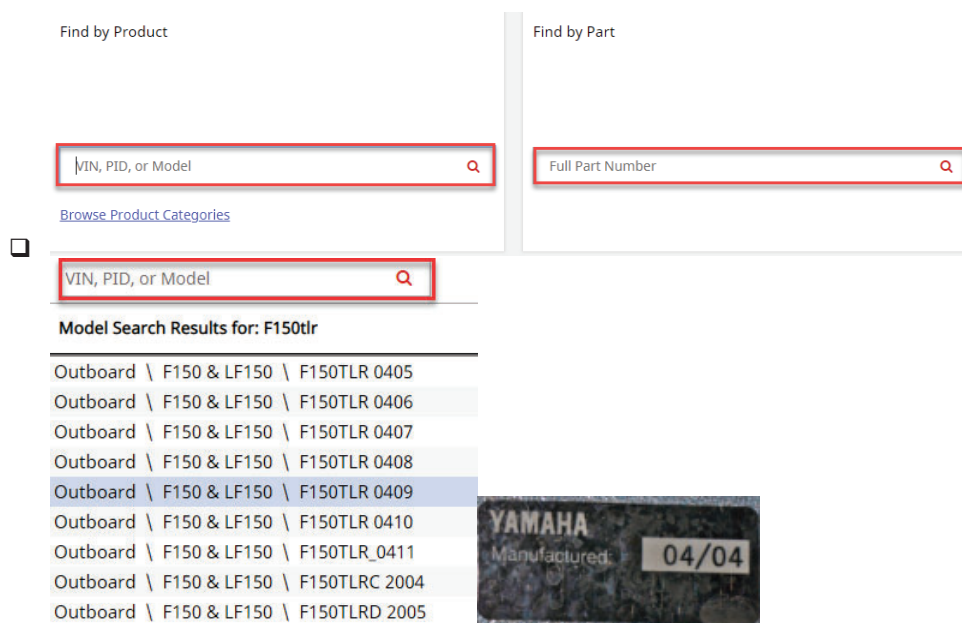 Find by Product
Find by Part
VIN, PID, or Model
Full Part Number
Browse Product Categories
VIN, PID, or Model
Model Search Results for: F150tlr
Outboard \ F150 & LF150 \ F150TLR 0405
Outboard \ F150 & LF150 \ F150TLR 0406
Outboard \ F150 & LF150 \ F150TLR 0407
Outboard \ F150 & LF150 \ F150TLR 0408
Outboard \ F150 & LF150 \ F150TLR 0409
Outboard \ F150 & LF150 \ F150TLR 0410
Outboard \ F150 & LF150 \ F150TLR_0411
Outboard \ F150 & LF150 \ F150TLRC 2004
Outboard \ F150 & LF150 \ F150TLRD 2005
YAMAHA
Manufactured: 04/04